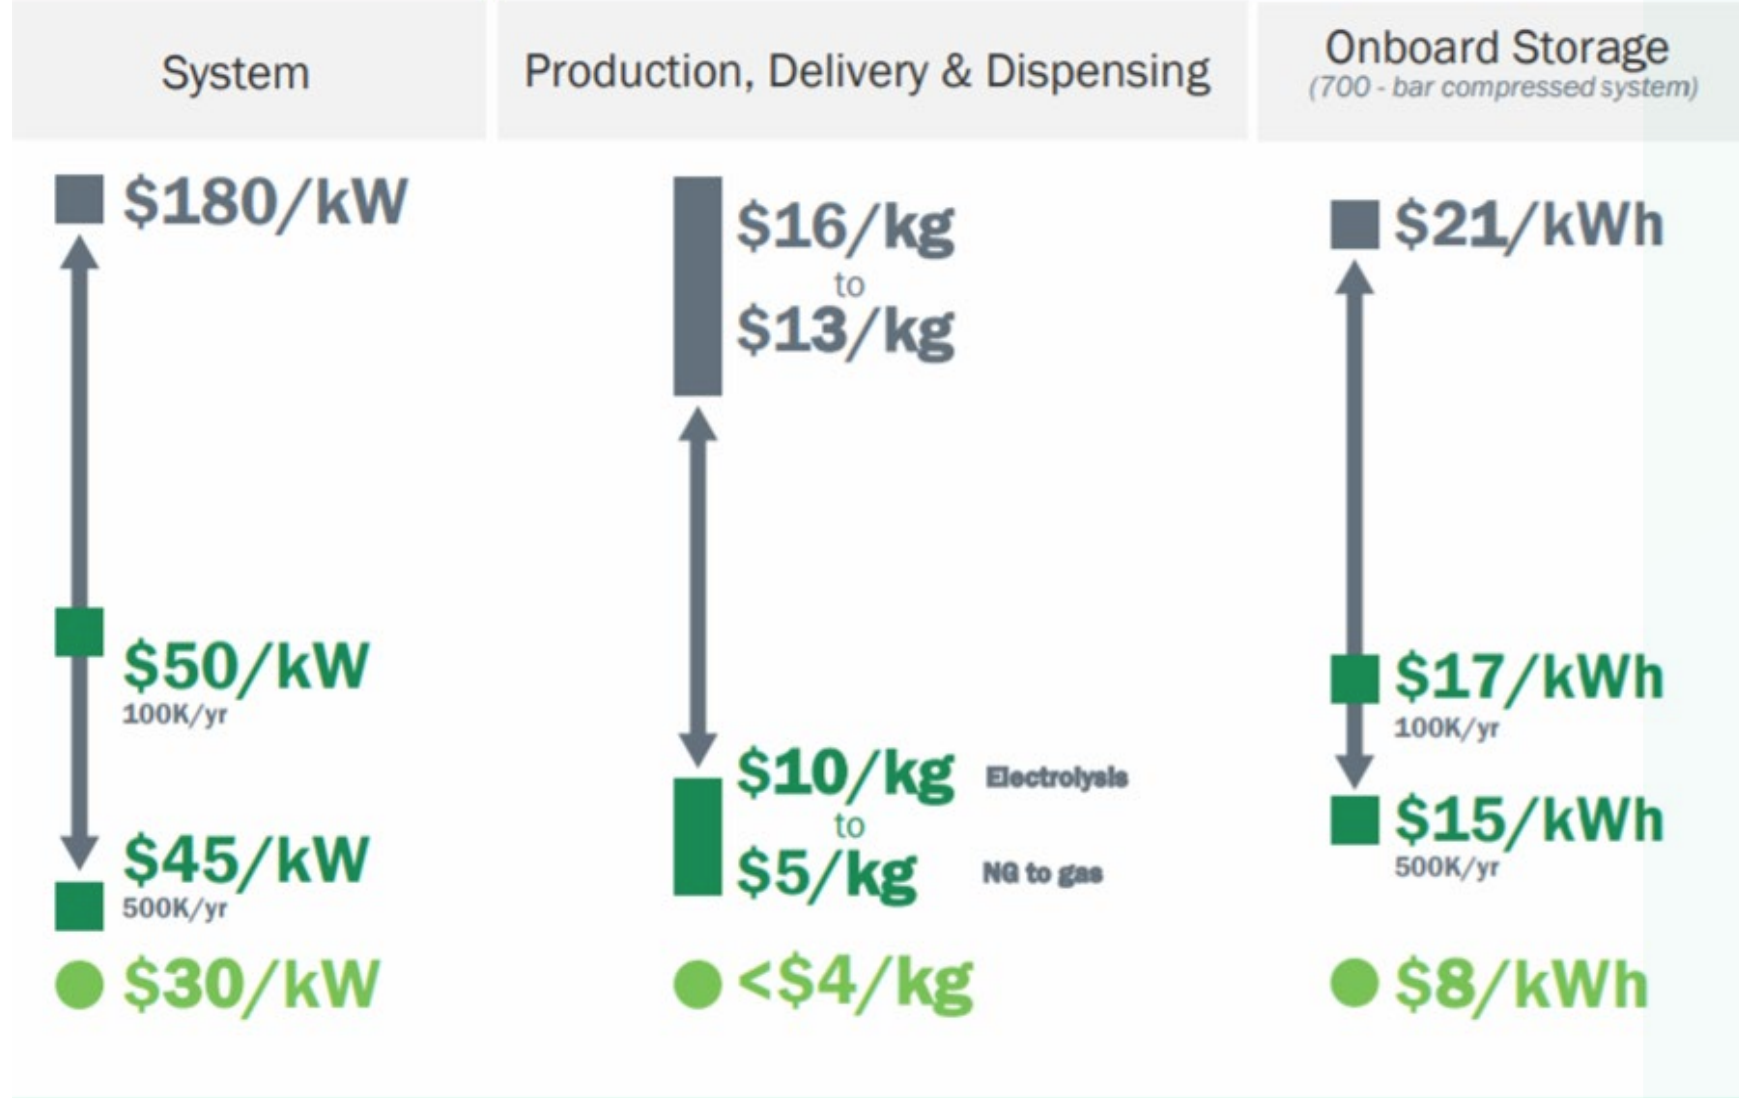 System
$180/kW
$50/kW
100K/yr
$45/kW
500K/yr
$30/kW
Production, Delivery & Dispensing
$16/kg
to
$13/kg
$10/kg Electrolysis
to
$5/kg NG to gas
<$4/kg
Onboard Storage
(700 - bar compressed system)
$21/kWh
$17/kWh
100K/yr
$15/kWh
500K/yr
$8/kWh